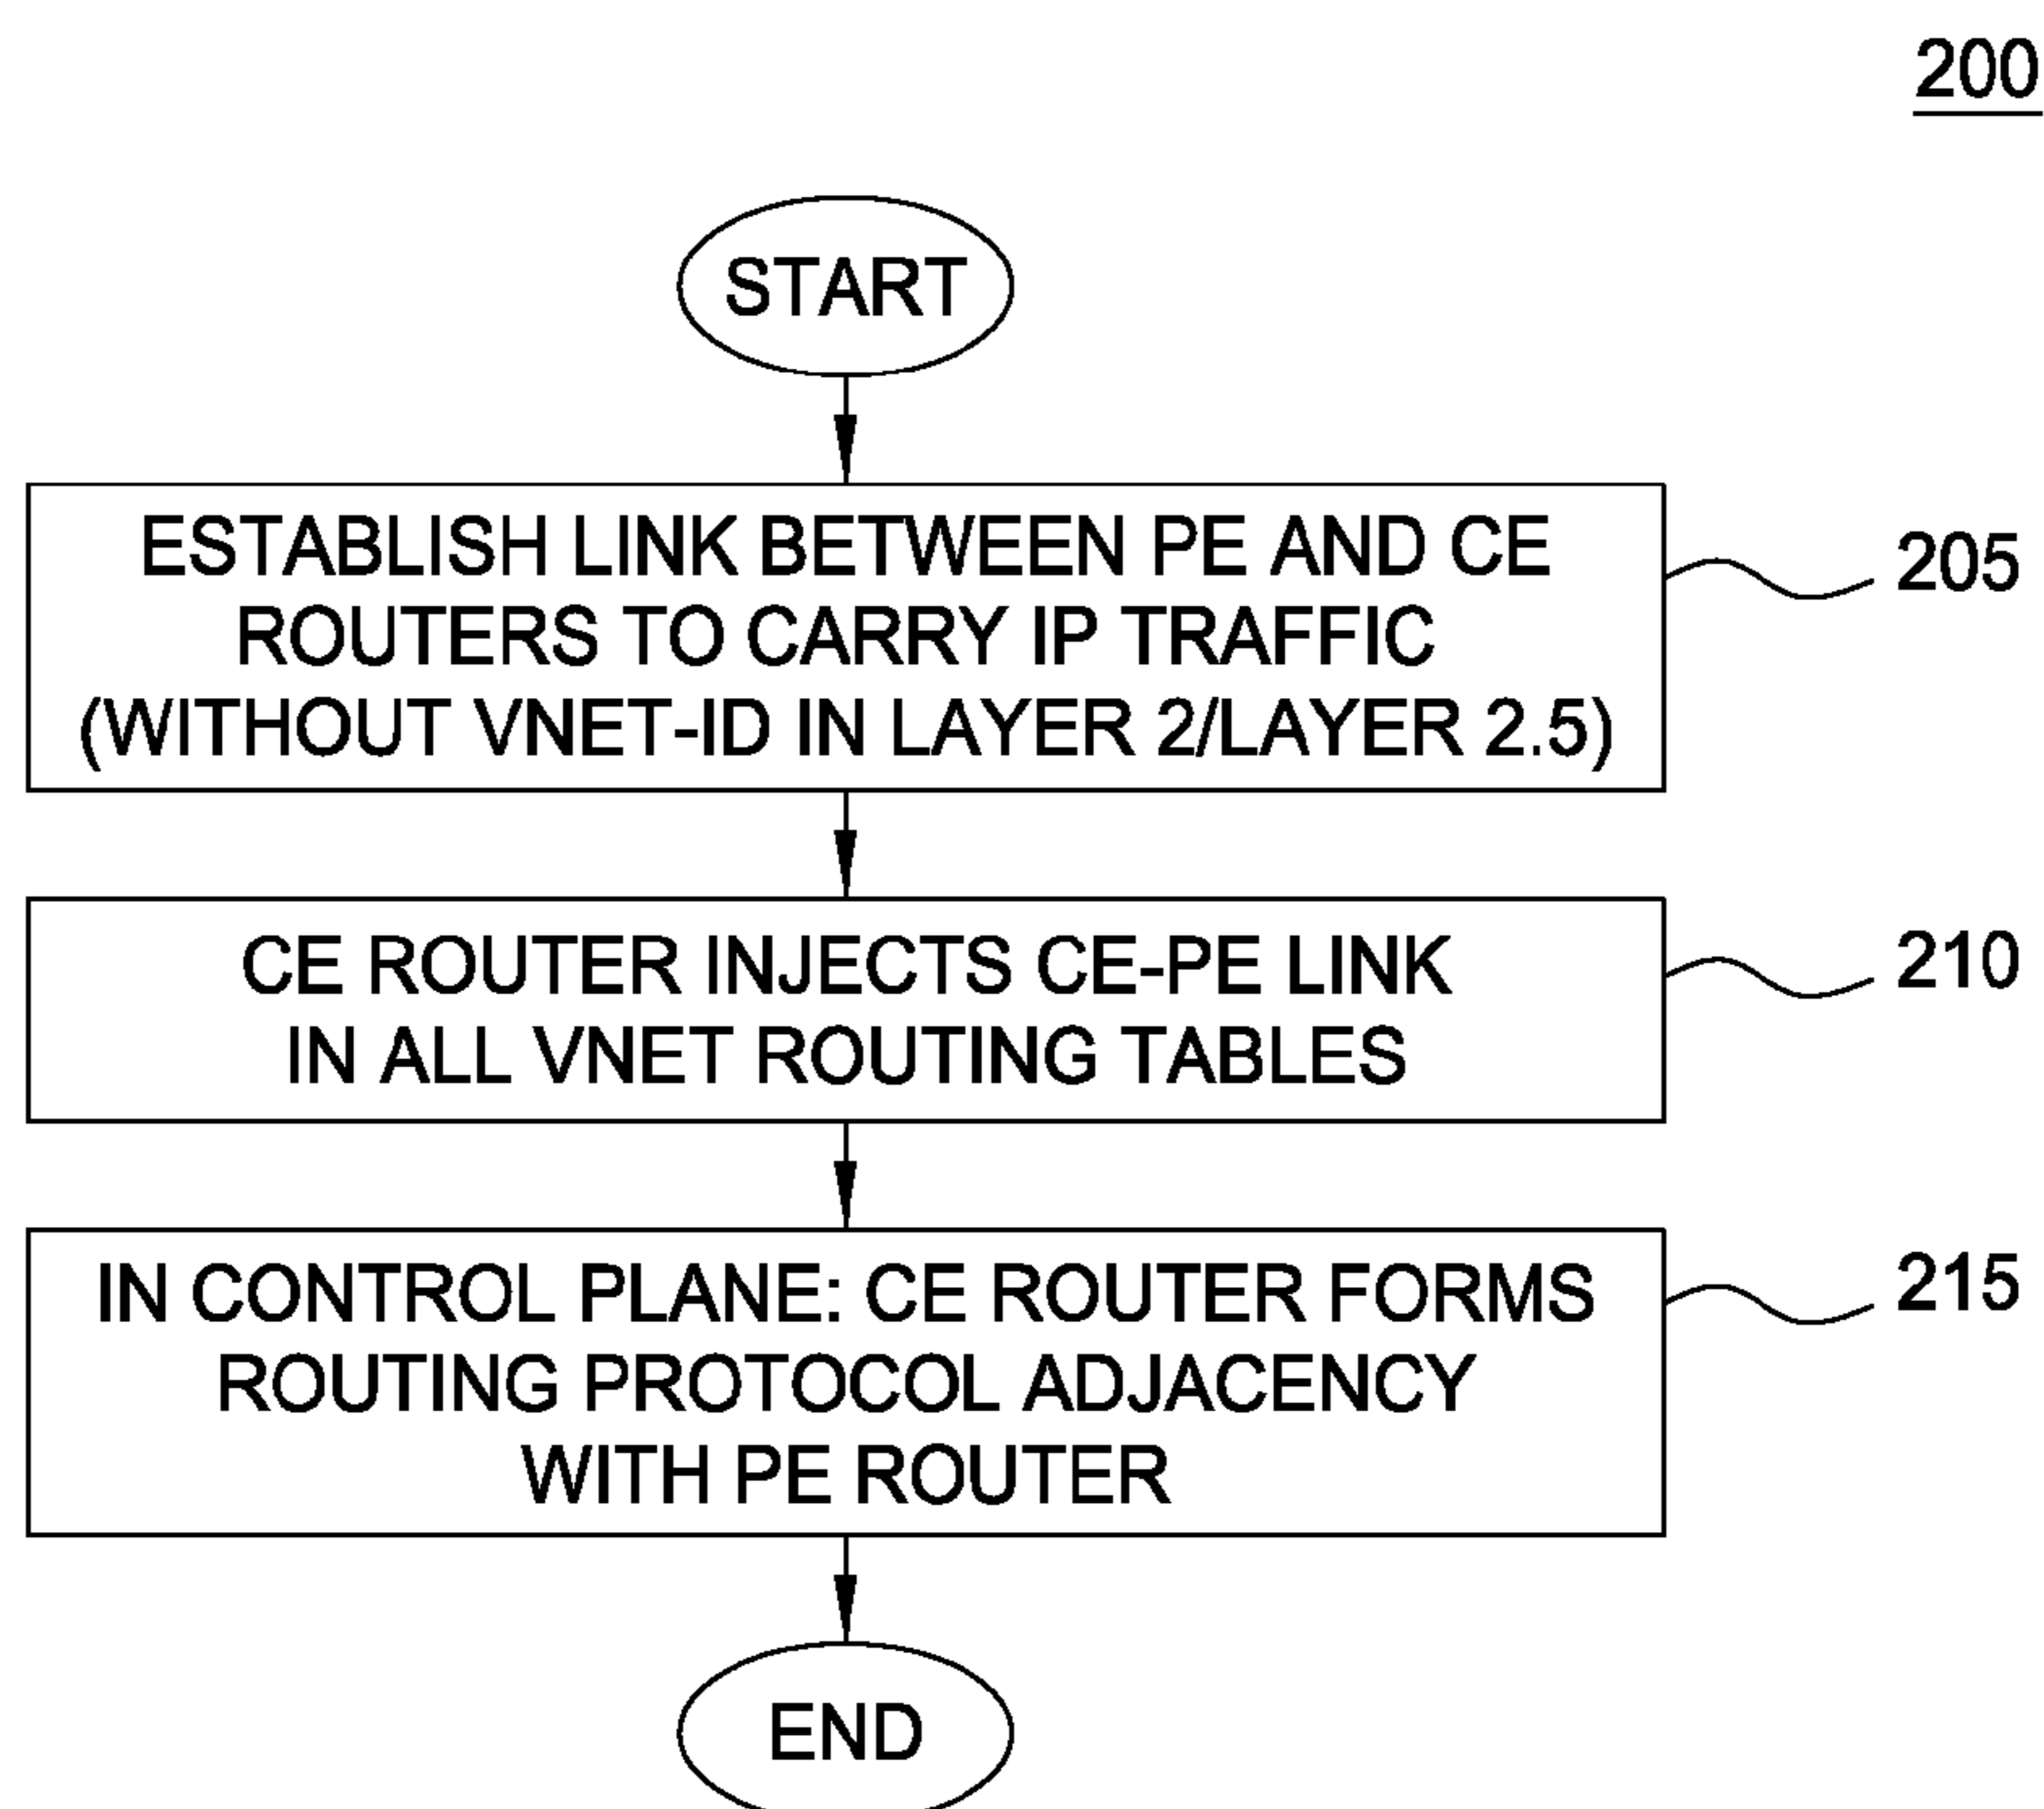 200
START
ESTABLISH LINK BETWEEN PE AND CE
ROUTERS TO CARRY IP TRAFFIC
(WITHOUT VNET-ID IN LAYER 2/LAYER 2.5)
205
CE ROUTER INJECTS CE-PE LINK
IN ALL VNET ROUTING TABLES
210
IN CONTROL PLANE: CE ROUTER FORMS
ROUTING PROTOCOL ADJACENCY
WITH PE ROUTER
215
END